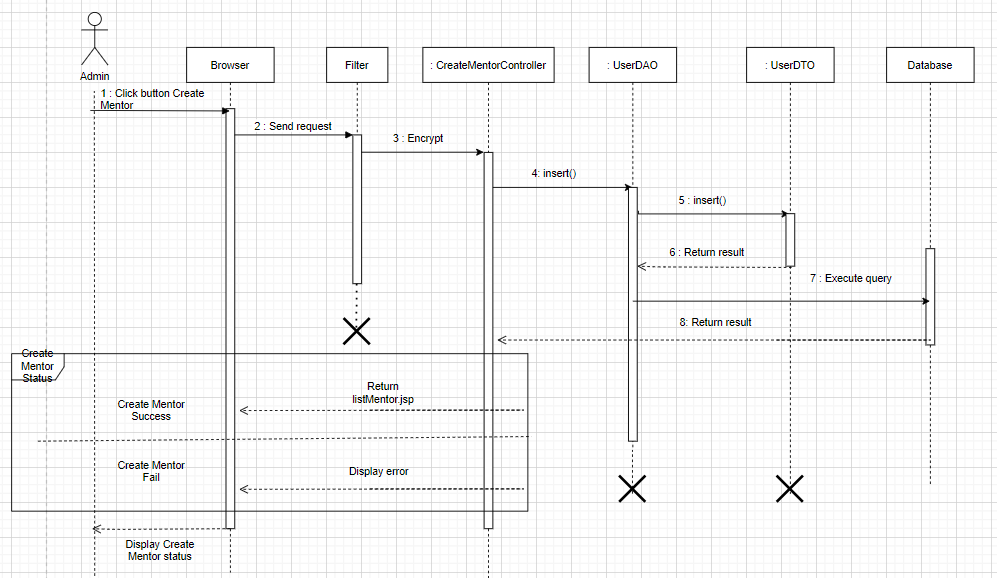 Admin
Browser
Filter
: CreateMentorController
: UserDAO
: UserDTO
Database
1 : Click button Create
Mentor
2 : Send request
3 : Encrypt
4: insert()
5 : insert()
6 : Return result
7 : Execute query
8: Return result
Create
Mentor
Status
Return
listMentor.jsp
Create Mentor
Success
Create Mentor
Fail
Display error
Display Create
Mentor status